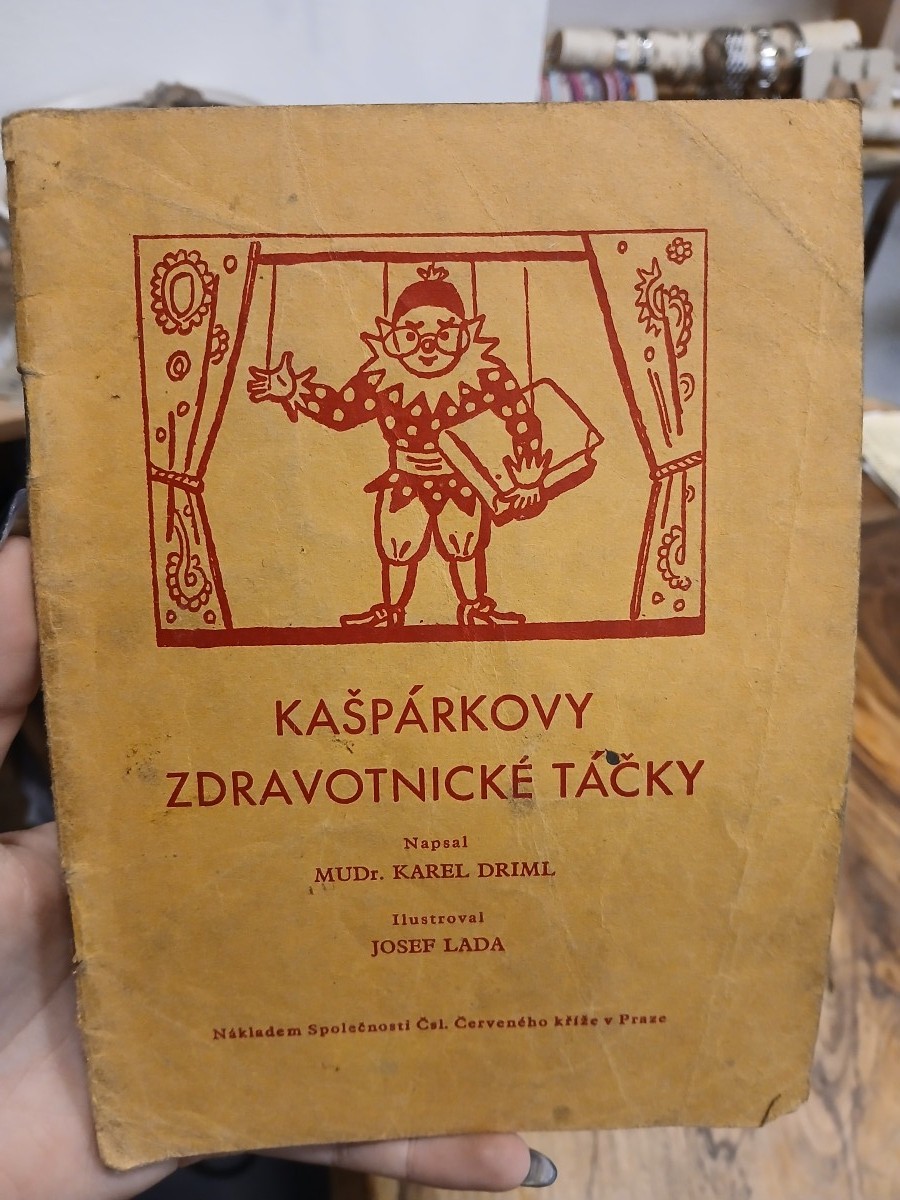 KAŠPÁRKOVY
ZDRAVOTNICKÉ TÁČKY
Napsal
MUDr. KAREL DRIML
Ilustroval
JOSEF LADA
Nákladem Společnosti Čsl. Červeného kříže v Praze